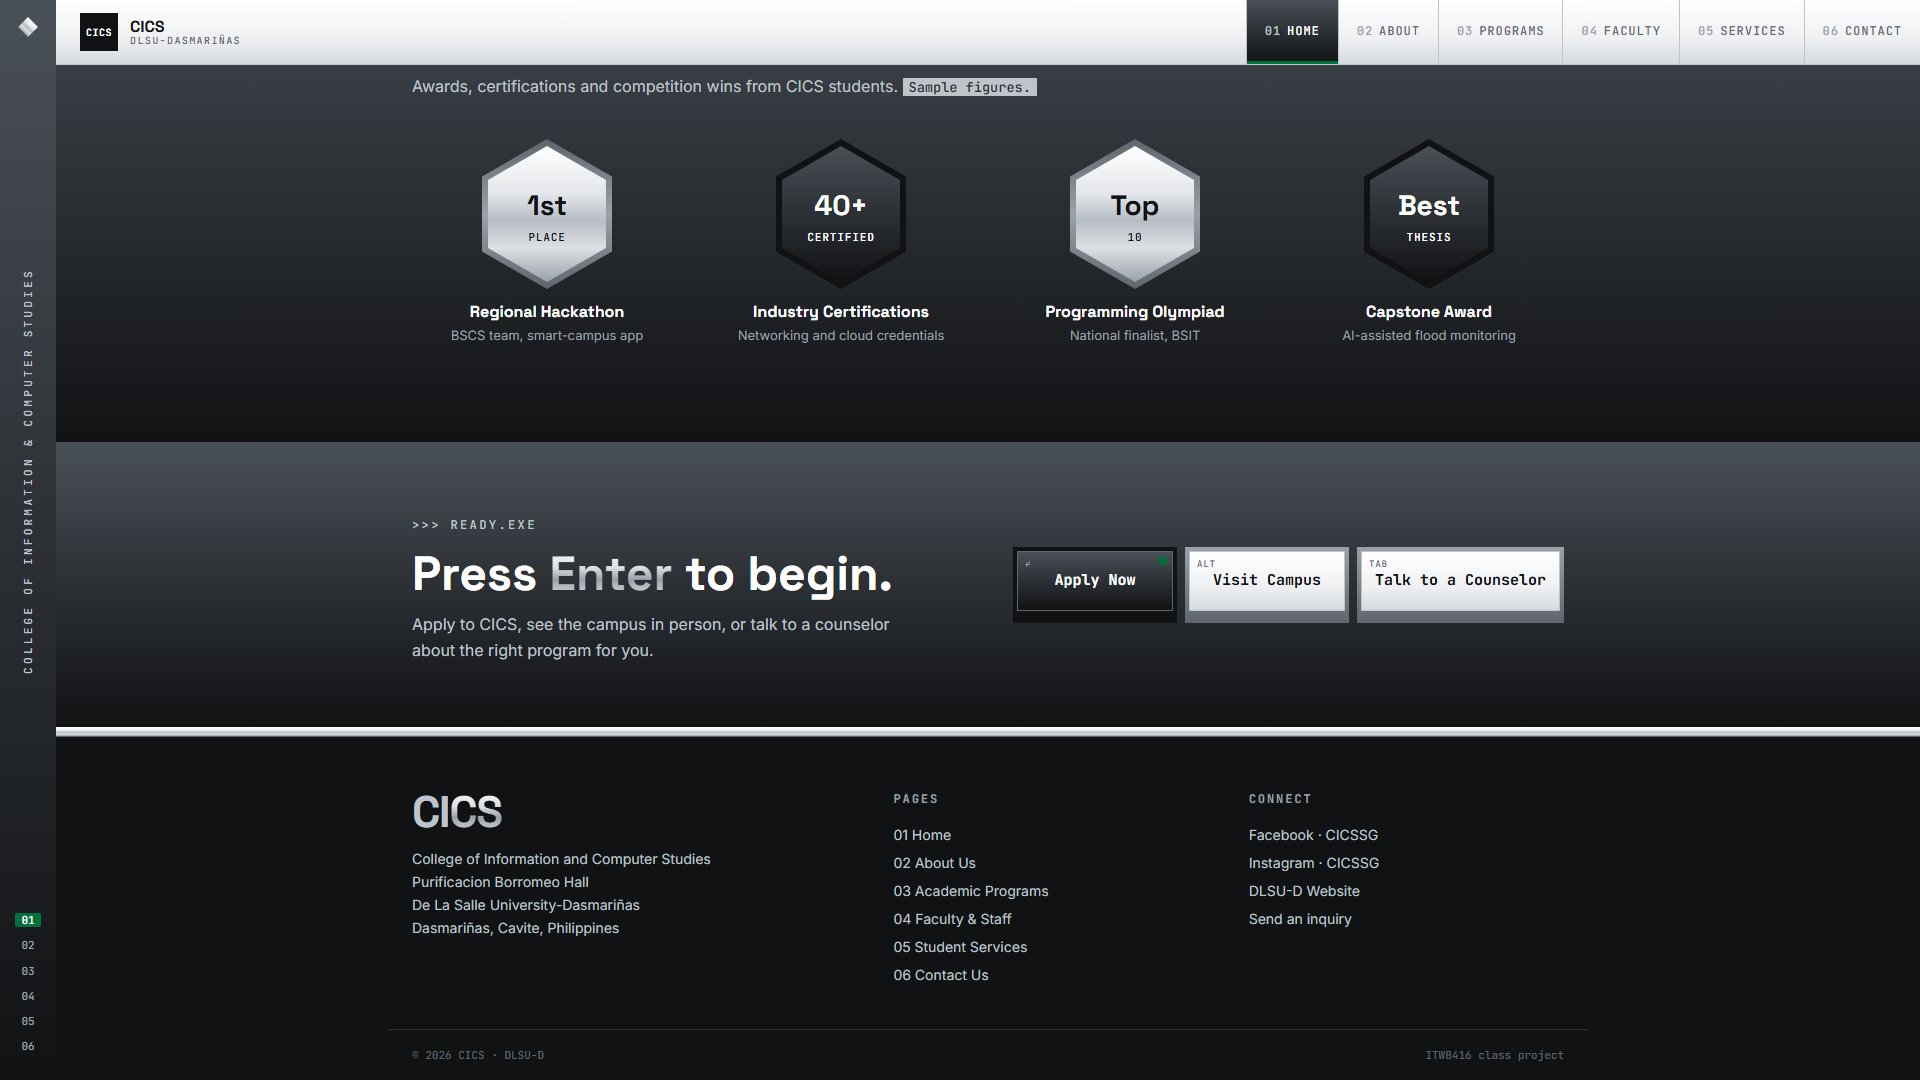 CICS
CICS
DLSU-DASMARIÑAS
01 HOME
02 ABOUT
03 PROGRAMS
04 FACULTY
05 SERVICES
06 CONTACT
COLLEGE OF INFORMATION & COMPUTER STUDIES
01
02
03
04
05
06
Awards, certifications and competition wins from CICS students. Sample figures.
1st
PLACE
Regional Hackathon
BSCS team, smart-campus app
40+
CERTIFIED
Industry Certifications
Networking and cloud credentials
Top
10
Programming Olympiad
National finalist, BSIT
Best
THESIS
Capstone Award
AI-assisted flood monitoring
>>> READY.EXE
Press Enter to begin.
Apply to CICS, see the campus in person, or talk to a counselor
about the right program for you.
Apply Now
ALT
Visit Campus
TAB
Talk to a Counselor
CICS
College of Information and Computer Studies
Purificacion Borromeo Hall
De La Salle University-Dasmariñas
Dasmariñas, Cavite, Philippines
PAGES
01 Home
02 About Us
03 Academic Programs
04 Faculty & Staff
05 Student Services
06 Contact Us
CONNECT
Facebook · CICSSG
Instagram · CICSSG
DLSU-D Website
Send an inquiry
© 2026 CICS · DLSU-D
ITWB416 class project